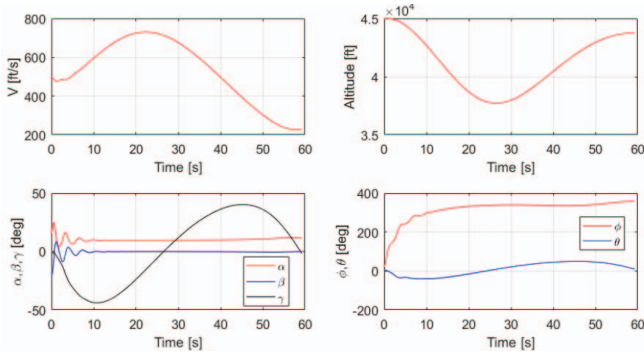 800
600
400
200
V [ft/s]
0 10 20 30 40 50 60
Time [s]
×10⁴
4.5
4
3.5
Altitude [ft]
0 10 20 30 40 50 60
Time [s]
50
0
-50
α,β,γ [deg]
α
β
γ
0 10 20 30 40 50 60
Time [s]
400
200
0
-200
ϕ,θ [deg]
ϕ
θ
0 10 20 30 40 50 60
Time [s]